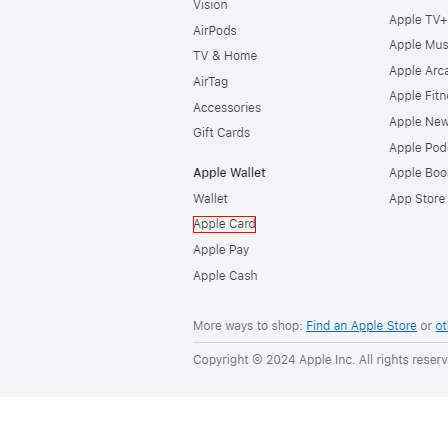 Vision
AirPods
TV & Home
AirTag
Accessories
Gift Cards
Apple Wallet
Wallet
Apple Card
Apple Pay
Apple Cash
Apple TV+
Apple Mus
Apple Arca
Apple Fitn
Apple New
Apple Pod
Apple Boo
App Store
More ways to shop: Find an Apple Store or ot
Copyright © 2024 Apple Inc. All rights reserv